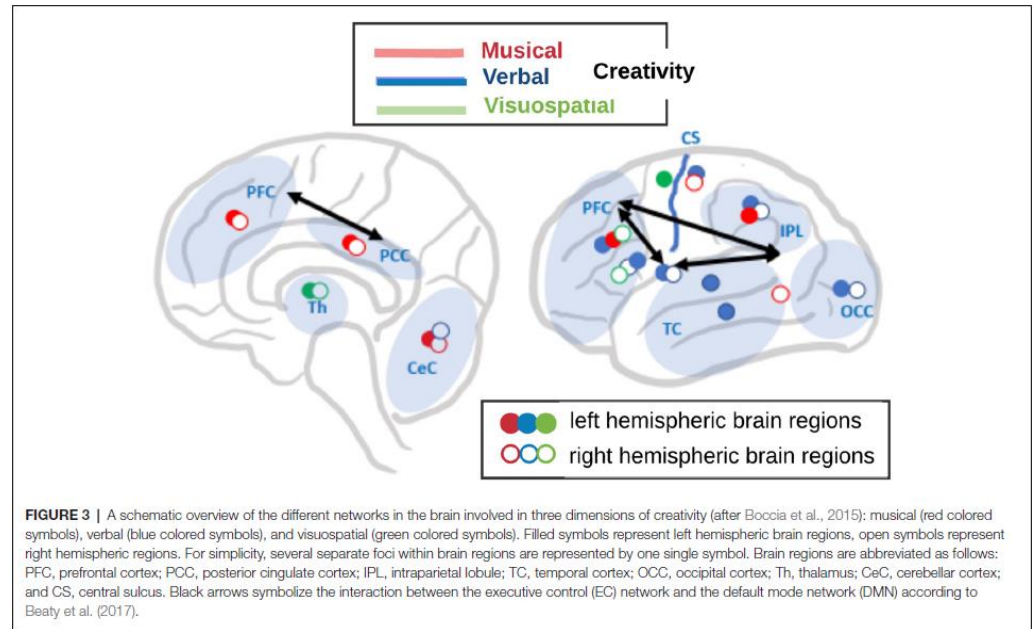 Musical
Verbal
Creativity
Visuospatial
CS
PFC
PFC
IPL
PCC
Th
OCC
TC
CeC
left hemispheric brain regions
right hemispheric brain regions
FIGURE 3 | A schematic overview of the different networks in the brain involved in three dimensions of creativity (after Boccia et al., 2015): musical (red colored
symbols), verbal (blue colored symbols), and visuospatial (green colored symbols). Filled symbols represent left hemispheric brain regions, open symbols represent
right hemispheric regions. For simplicity, several separate foci within brain regions are represented by one single symbol. Brain regions are abbreviated as follows:
PFC, prefrontal cortex; PCC, posterior cingulate cortex; IPL, intraparietal lobule; TC, temporal cortex; OCC, occipital cortex; Th, thalamus; CeC, cerebellar cortex;
and CS, central sulcus. Black arrows symbolize the interaction between the executive control (EC) network and the default mode network (DMN) according to
Beaty et al. (2017).